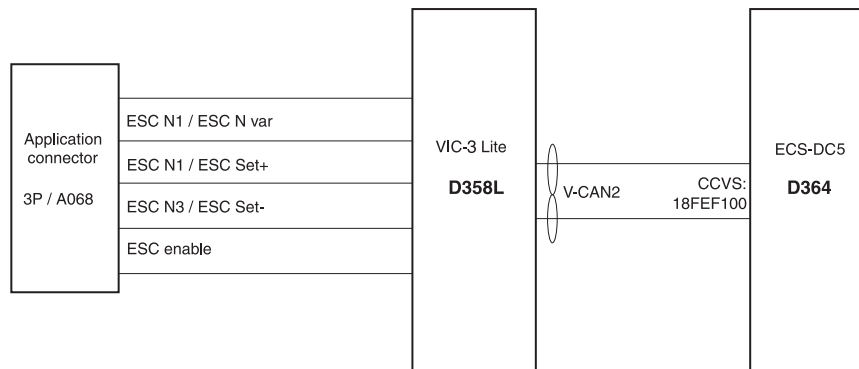 Application
connector
3P / A068
ESC N1 / ESC N var
ESC N1 / ESC Set+
ESC N3 / ESC Set-
ESC enable
VIC-3 Lite
D358L
V-CAN2
CCVS:
18FEF100
ECS-DC5
D364